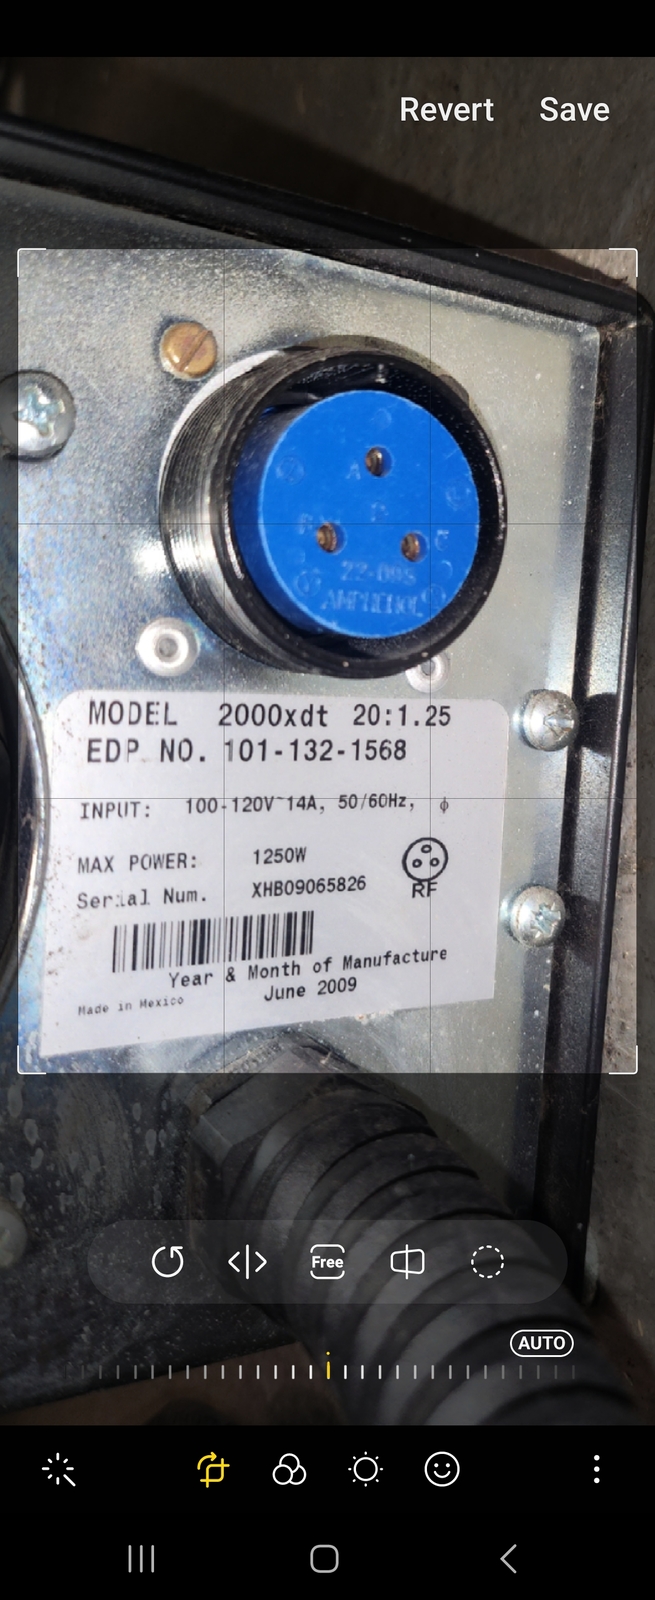 Revert Save
A
B
C
22-
AMPHENOL
MODEL 2000xdt 20:1.25
EDP NO. 101-132-1568
INPUT: 100-120V~14A, 50/60Hz, ϕ
MAX POWER: 1250W
Serial Num. XHB09065826
RF
Year & Month of Manufacture
June 2009
Made in Mexico
Free
AUTO